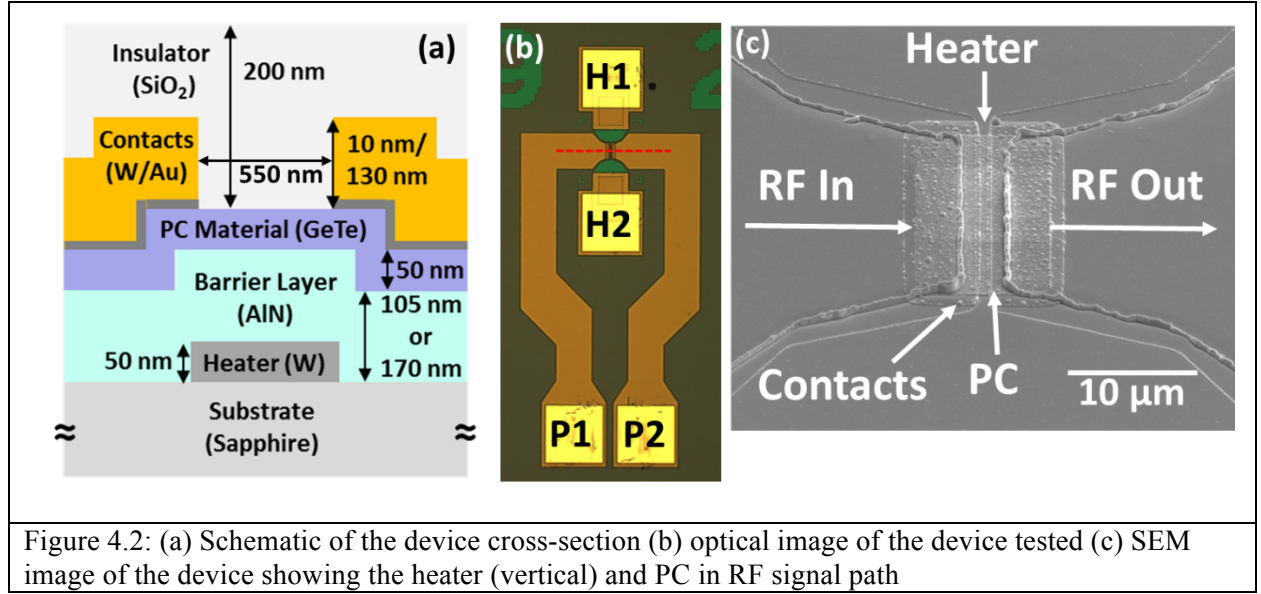 (a)
Insulator
(SiO₂)
200 nm
Contacts
(W/Au)
10 nm/
130 nm
550 nm
PC Material (GeTe)
50 nm
Barrier Layer
(AlN)
105 nm
or
170 nm
50 nm
Heater (W)
Substrate
(Sapphire)
≈ ≈
(b)
9 2
H1
H2
P1 P2
(c)
Heater
RF In
RF Out
Contacts
PC
10 µm
Figure 4.2: (a) Schematic of the device cross-section (b) optical image of the device tested (c) SEM
image of the device showing the heater (vertical) and PC in RF signal path